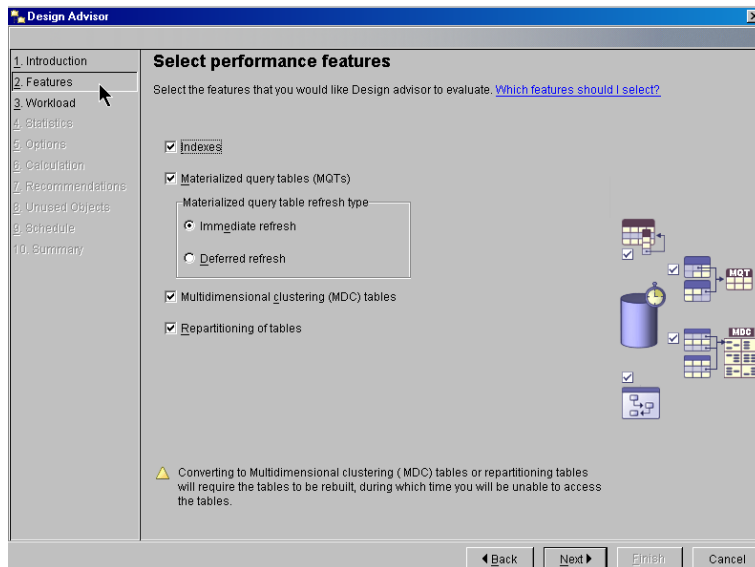 Design Advisor
1. Introduction
2. Features
3. Workload
4. Statistics
5. Options
6. Calculation
7. Recommendations
8. Unused Objects
9. Schedule
10. Summary
Select performance features
Select the features that you would like Design advisor to evaluate. Which features should I select?
Indexes
Materialized query tables (MQTs)
Materialized query table refresh type
Immediate refresh
Deferred refresh
Multidimensional clustering (MDC) tables
Repartitioning of tables
MQT
MDC
Converting to Multidimensional clustering ( MDC) tables or repartitioning tables
will require the tables to be rebuilt, during which time you will be unable to access
the tables.
Back
Next
Finish
Cancel